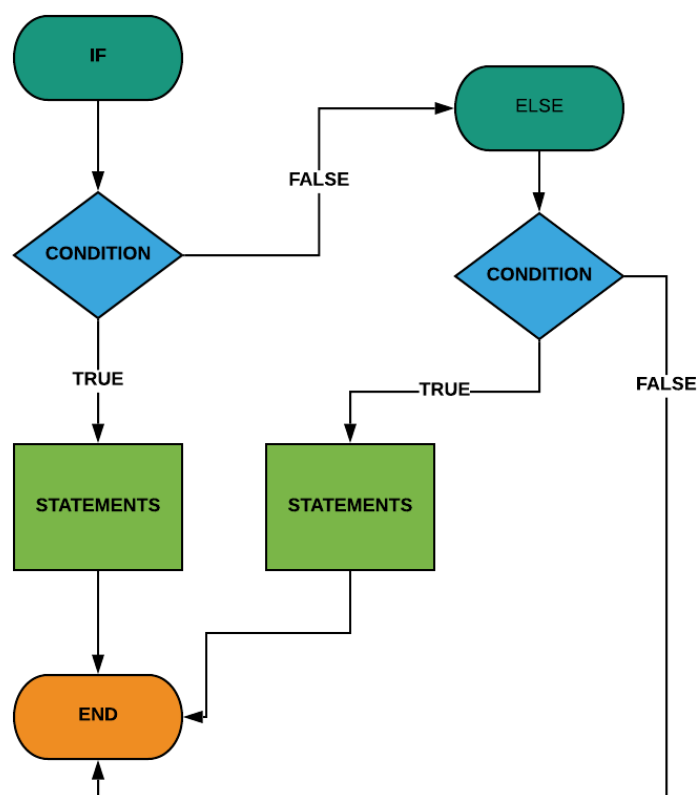 IF
ELSE
FALSE
CONDITION
CONDITION
TRUE
TRUE
FALSE
STATEMENTS
STATEMENTS
END